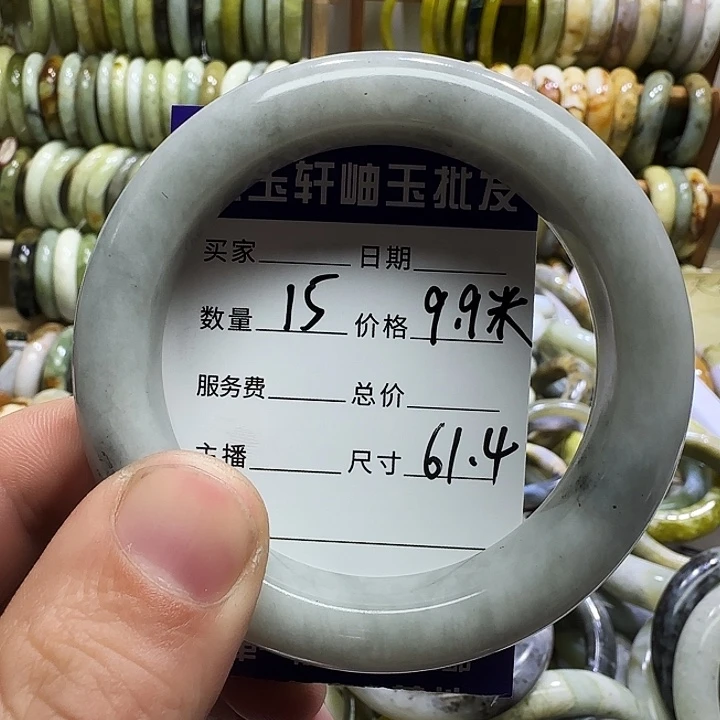 玉轩岫玉批发
买家 日期
数量 15 价格 9.9米
服务费 总价
主播 尺寸 61.4